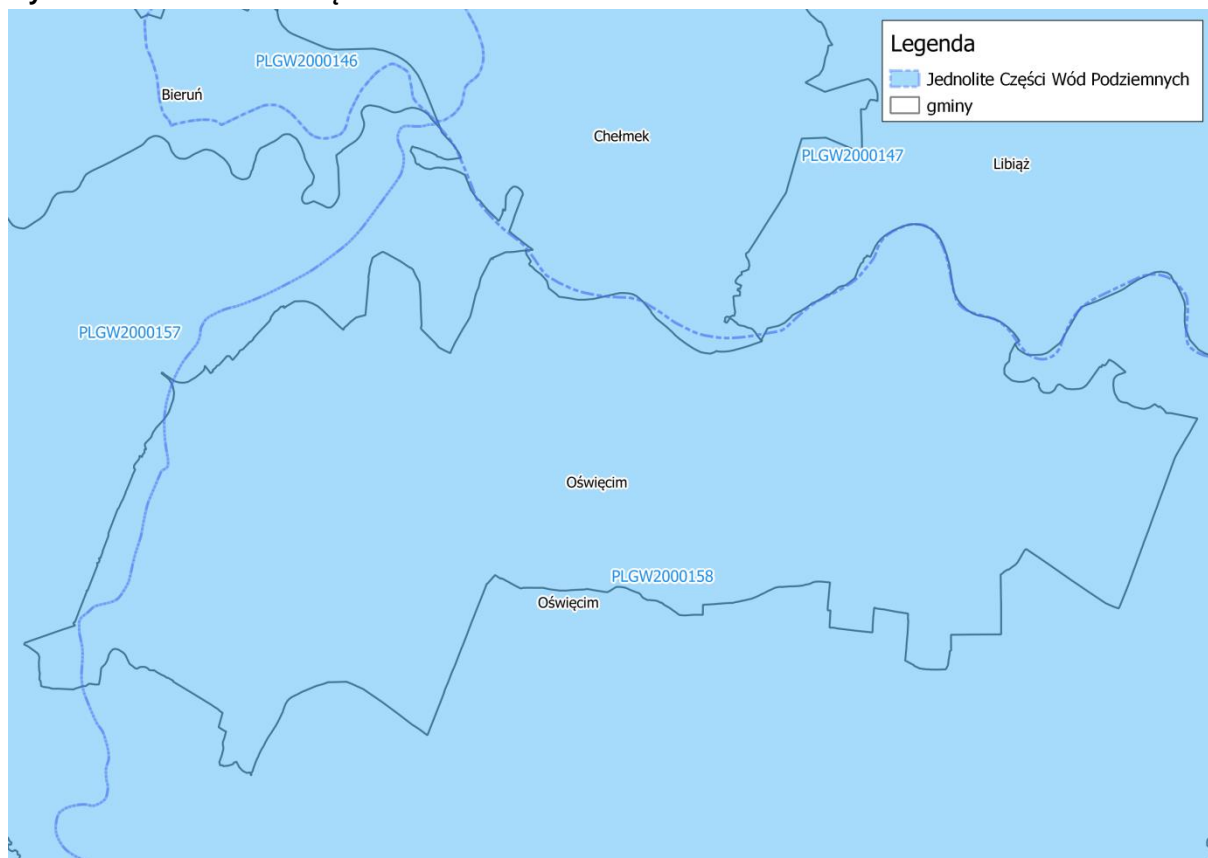 Legenda
Jednolite Części Wód Podziemnych
gminy
PLGW2000146
Bieruń
Chełmek
PLGW2000147
Libiąż
PLGW2000157
Oświęcim
PLGW2000158
Oświęcim